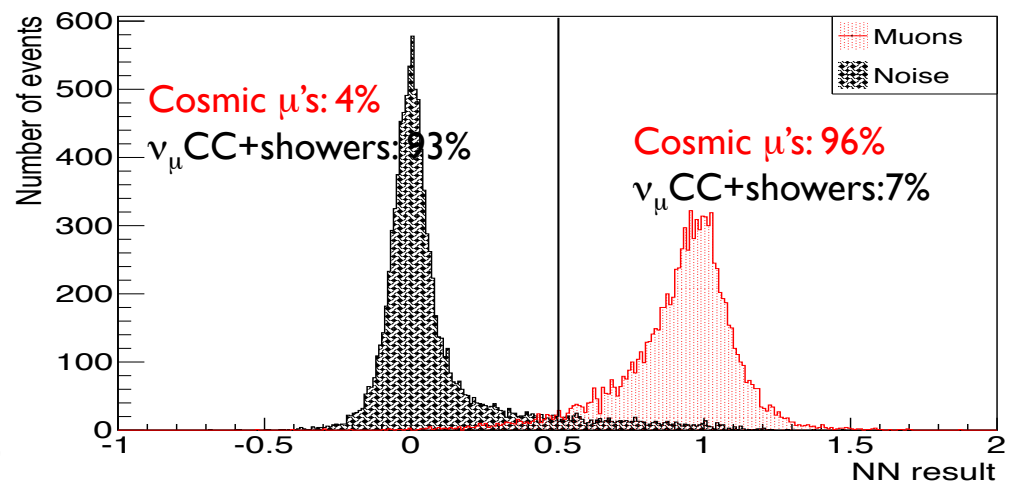 Number of events
600
500
400
300
200
100
0
Cosmic μ's: 4%
νμCC+showers: 93%
Cosmic μ's: 96%
νμCC+showers:7%
Muons
Noise
-1 -0.5 0 0.5 1 1.5 2
NN result